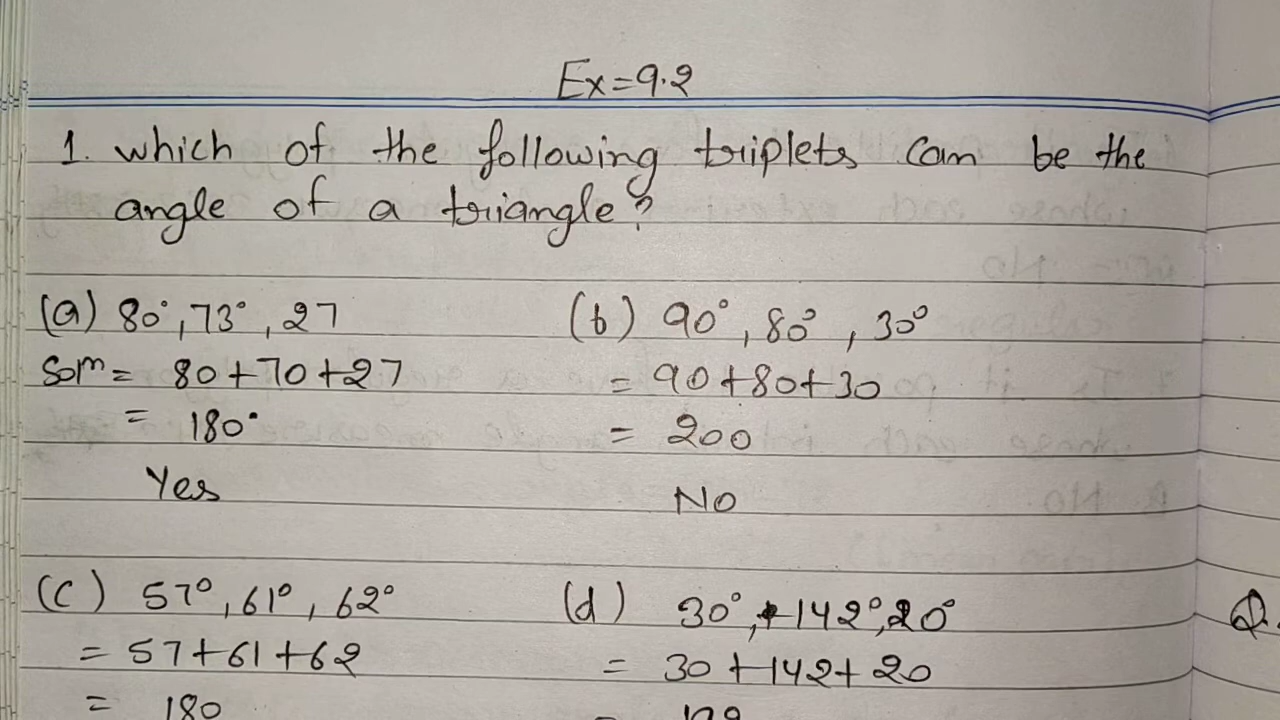 Ex=9.2
1. which of the following triplets can be the
angle of a triangle?
(a) 80°, 73°, 27 (b) 90°, 80°, 30°
Som = 80+70+27 = 90+80+30
= 180° = 200
Yes No
(c) 57°, 61°, 62° (d) 30°, 142°, 20°
= 57+61+62 = 30+142+20
= 180 =
Q.